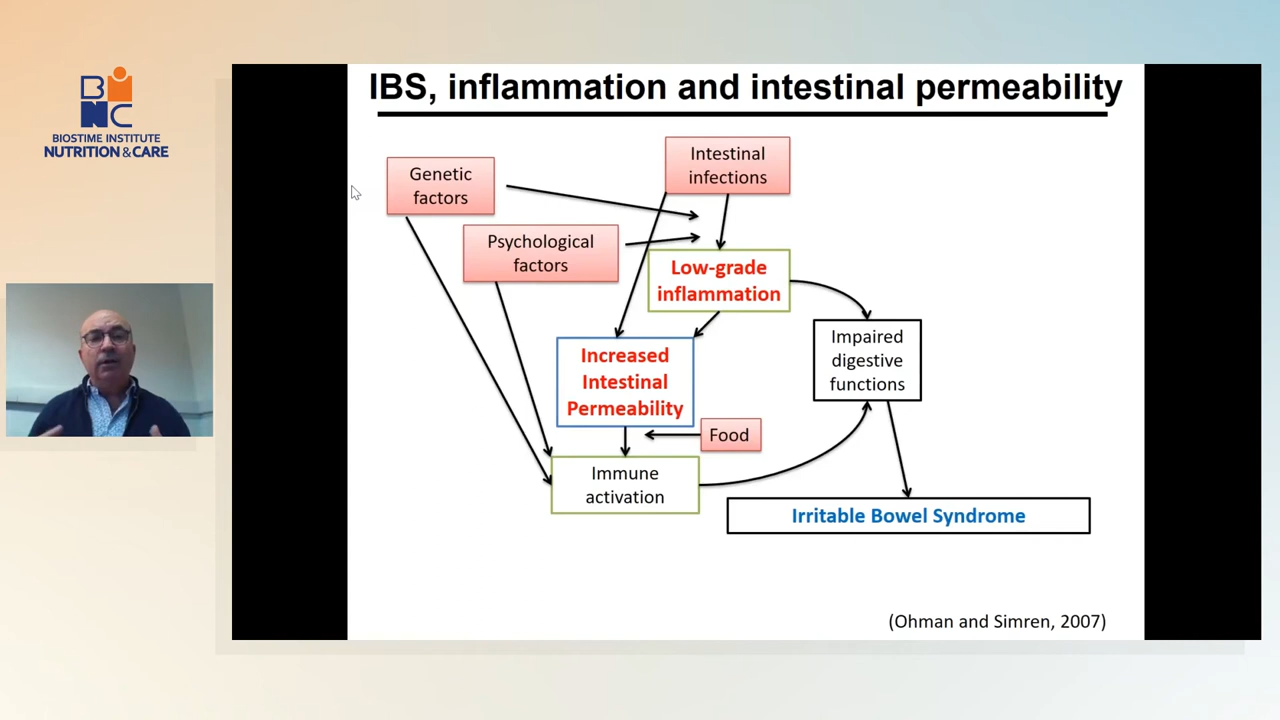 BINC
BIOSTIME INSTITUTE
NUTRITION & CARE
IBS, inflammation and intestinal permeability
Genetic
factors
Intestinal
infections
Psychological
factors
Low-grade
inflammation
Increased
Intestinal
Permeability
Impaired
digestive
functions
Food
Immune
activation
Irritable Bowel Syndrome
(Ohman and Simren, 2007)